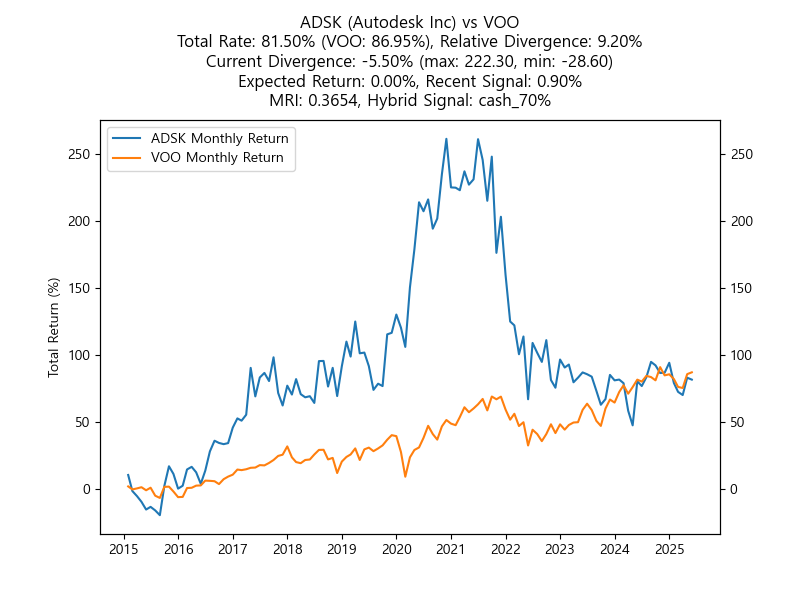 ADSK (Autodesk Inc) vs VOO
Total Rate: 81.50% (VOO: 86.95%), Relative Divergence: 9.20%
Current Divergence: -5.50% (max: 222.30, min: -28.60)
Expected Return: 0.00%, Recent Signal: 0.90%
MRI: 0.3654, Hybrid Signal: cash_70%
ADSK Monthly Return
VOO Monthly Return
Total Return (%)
250
200
150
100
50
0
250
200
150
100
50
0
2015 2016 2017 2018 2019 2020 2021 2022 2023 2024 2025